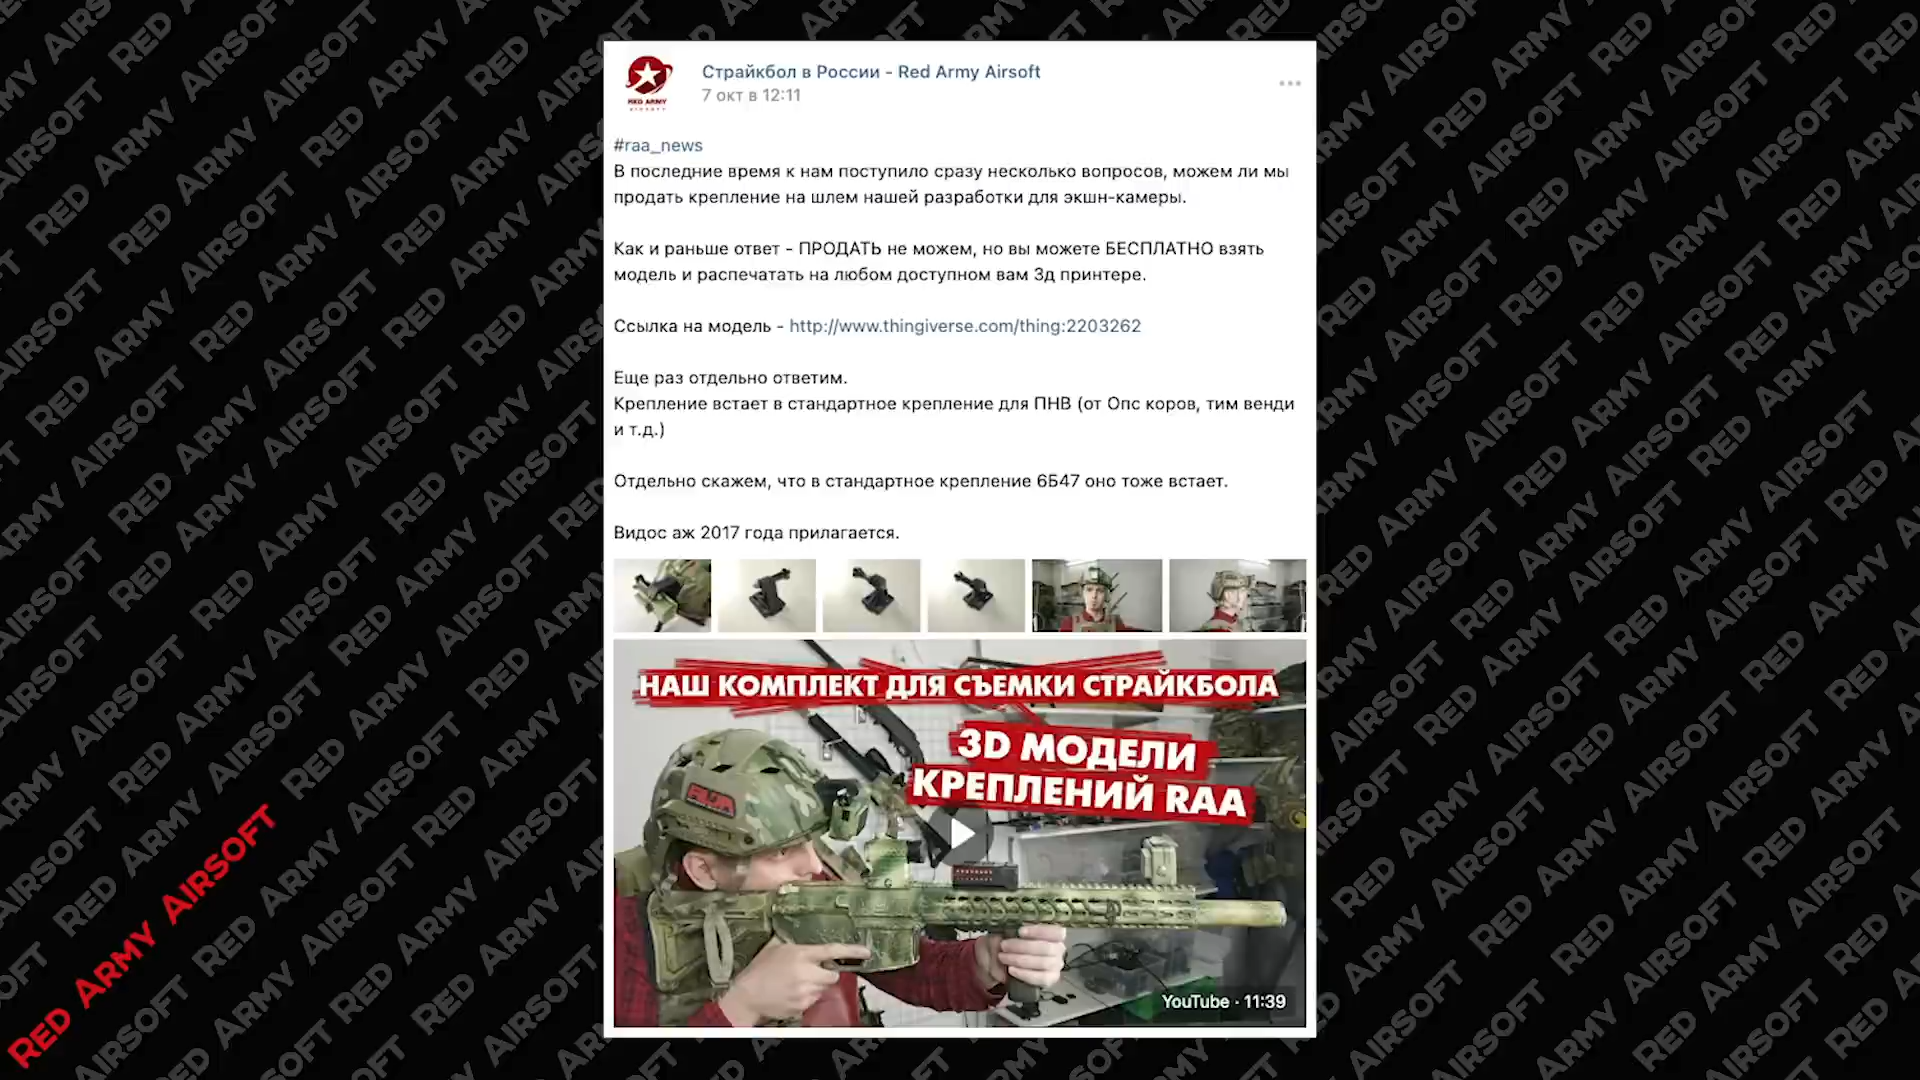 RED ARMY AIRSOFT
RED ARMY
AIRSOFT
Страйкбол в России - Red Army Airsoft
7 окт в 12:11
#raa_news
В последние время к нам поступило сразу несколько вопросов, можем ли мы
продать крепление на шлем нашей разработки для экшн-камеры.
Как и раньше ответ - ПРОДАТЬ не можем, но вы можете БЕСПЛАТНО взять
модель и распечатать на любом доступном вам 3д принтере.
Ссылка на модель - http://www.thingiverse.com/thing:2203262
Еще раз отдельно ответим.
Крепление встает в стандартное крепление для ПНВ (от Опс коров, тим венди
и т.д.)
Отдельно скажем, что в стандартное крепление 6Б47 оно тоже встает.
Видос аж 2017 года прилагается.
НАШ КОМПЛЕКТ ДЛЯ СЪЕМКИ СТРАЙКБОЛА
3D МОДЕЛИ
КРЕПЛЕНИЙ RAA
YouTube · 11:39